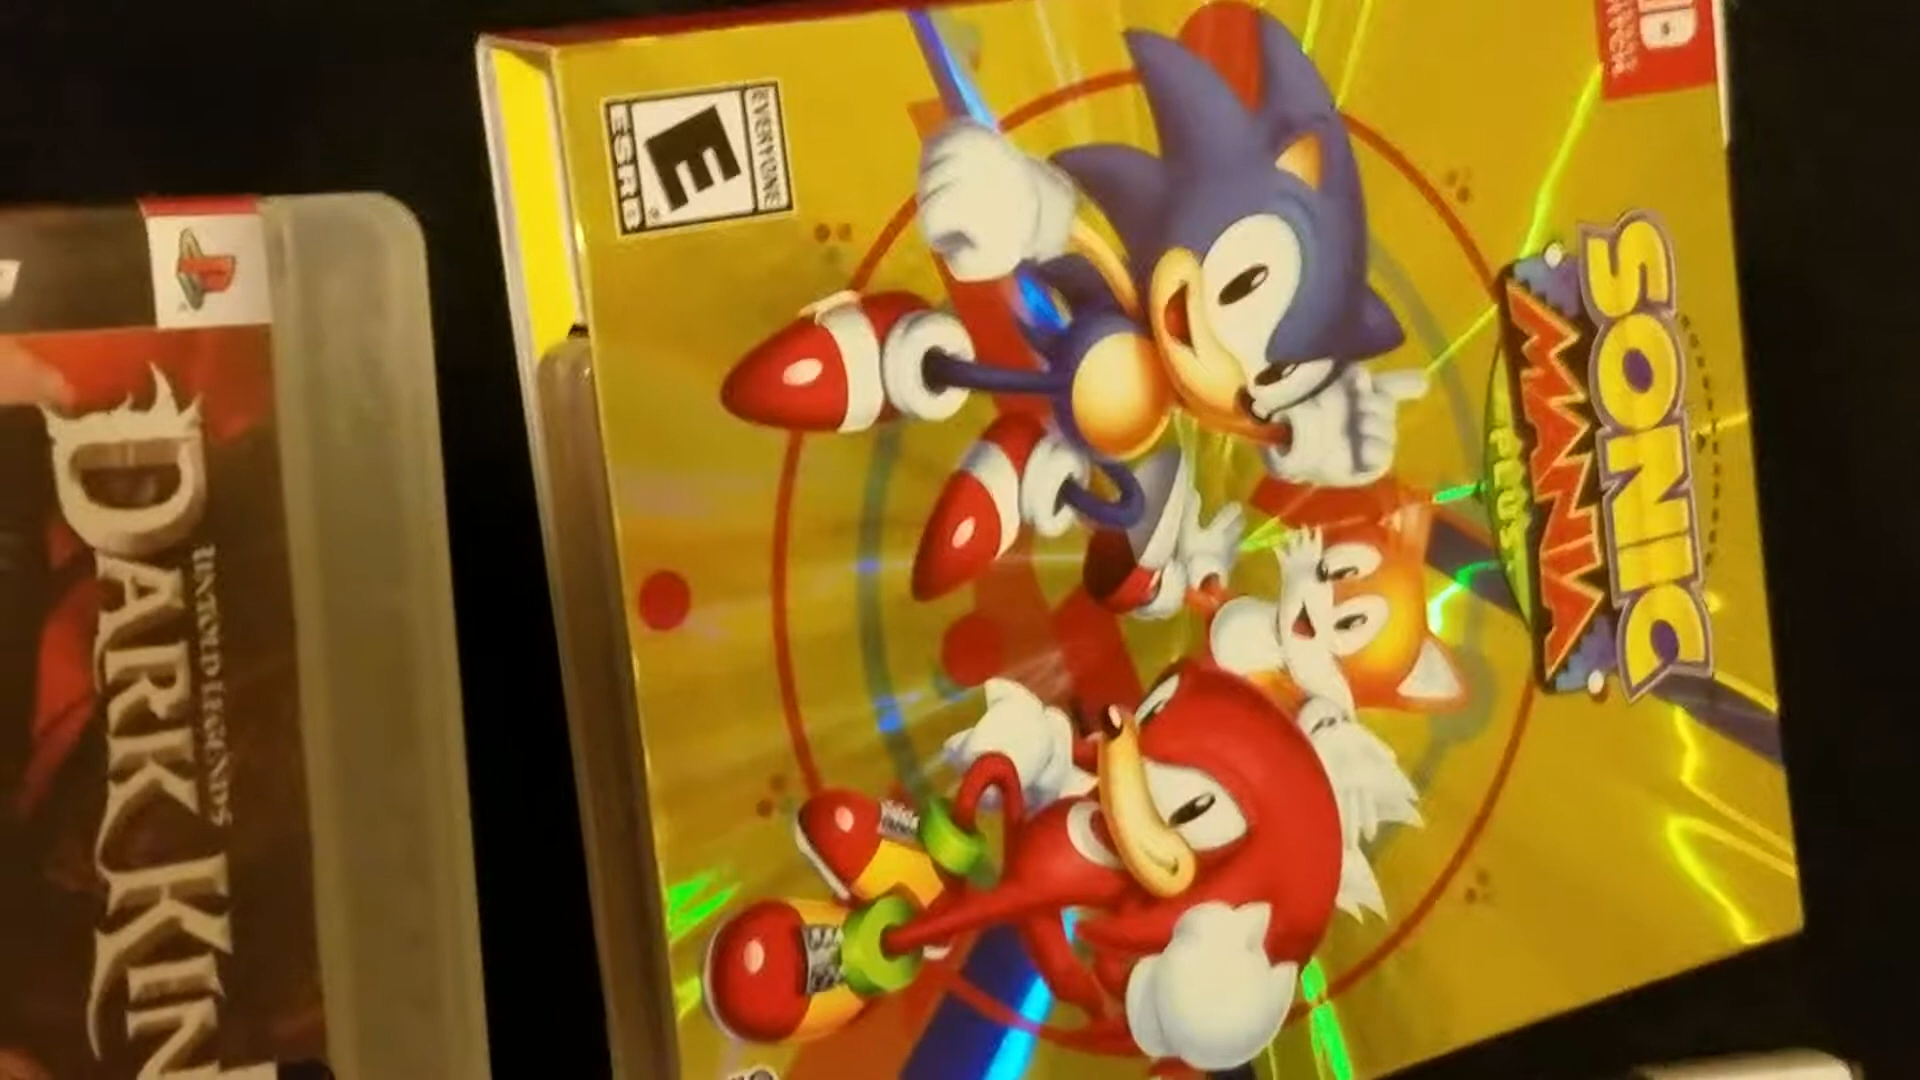 SONIC
MANIA
PLUS
EVERYONE
E
ESRB
UNTOLD LEGENDS
DARK KIN